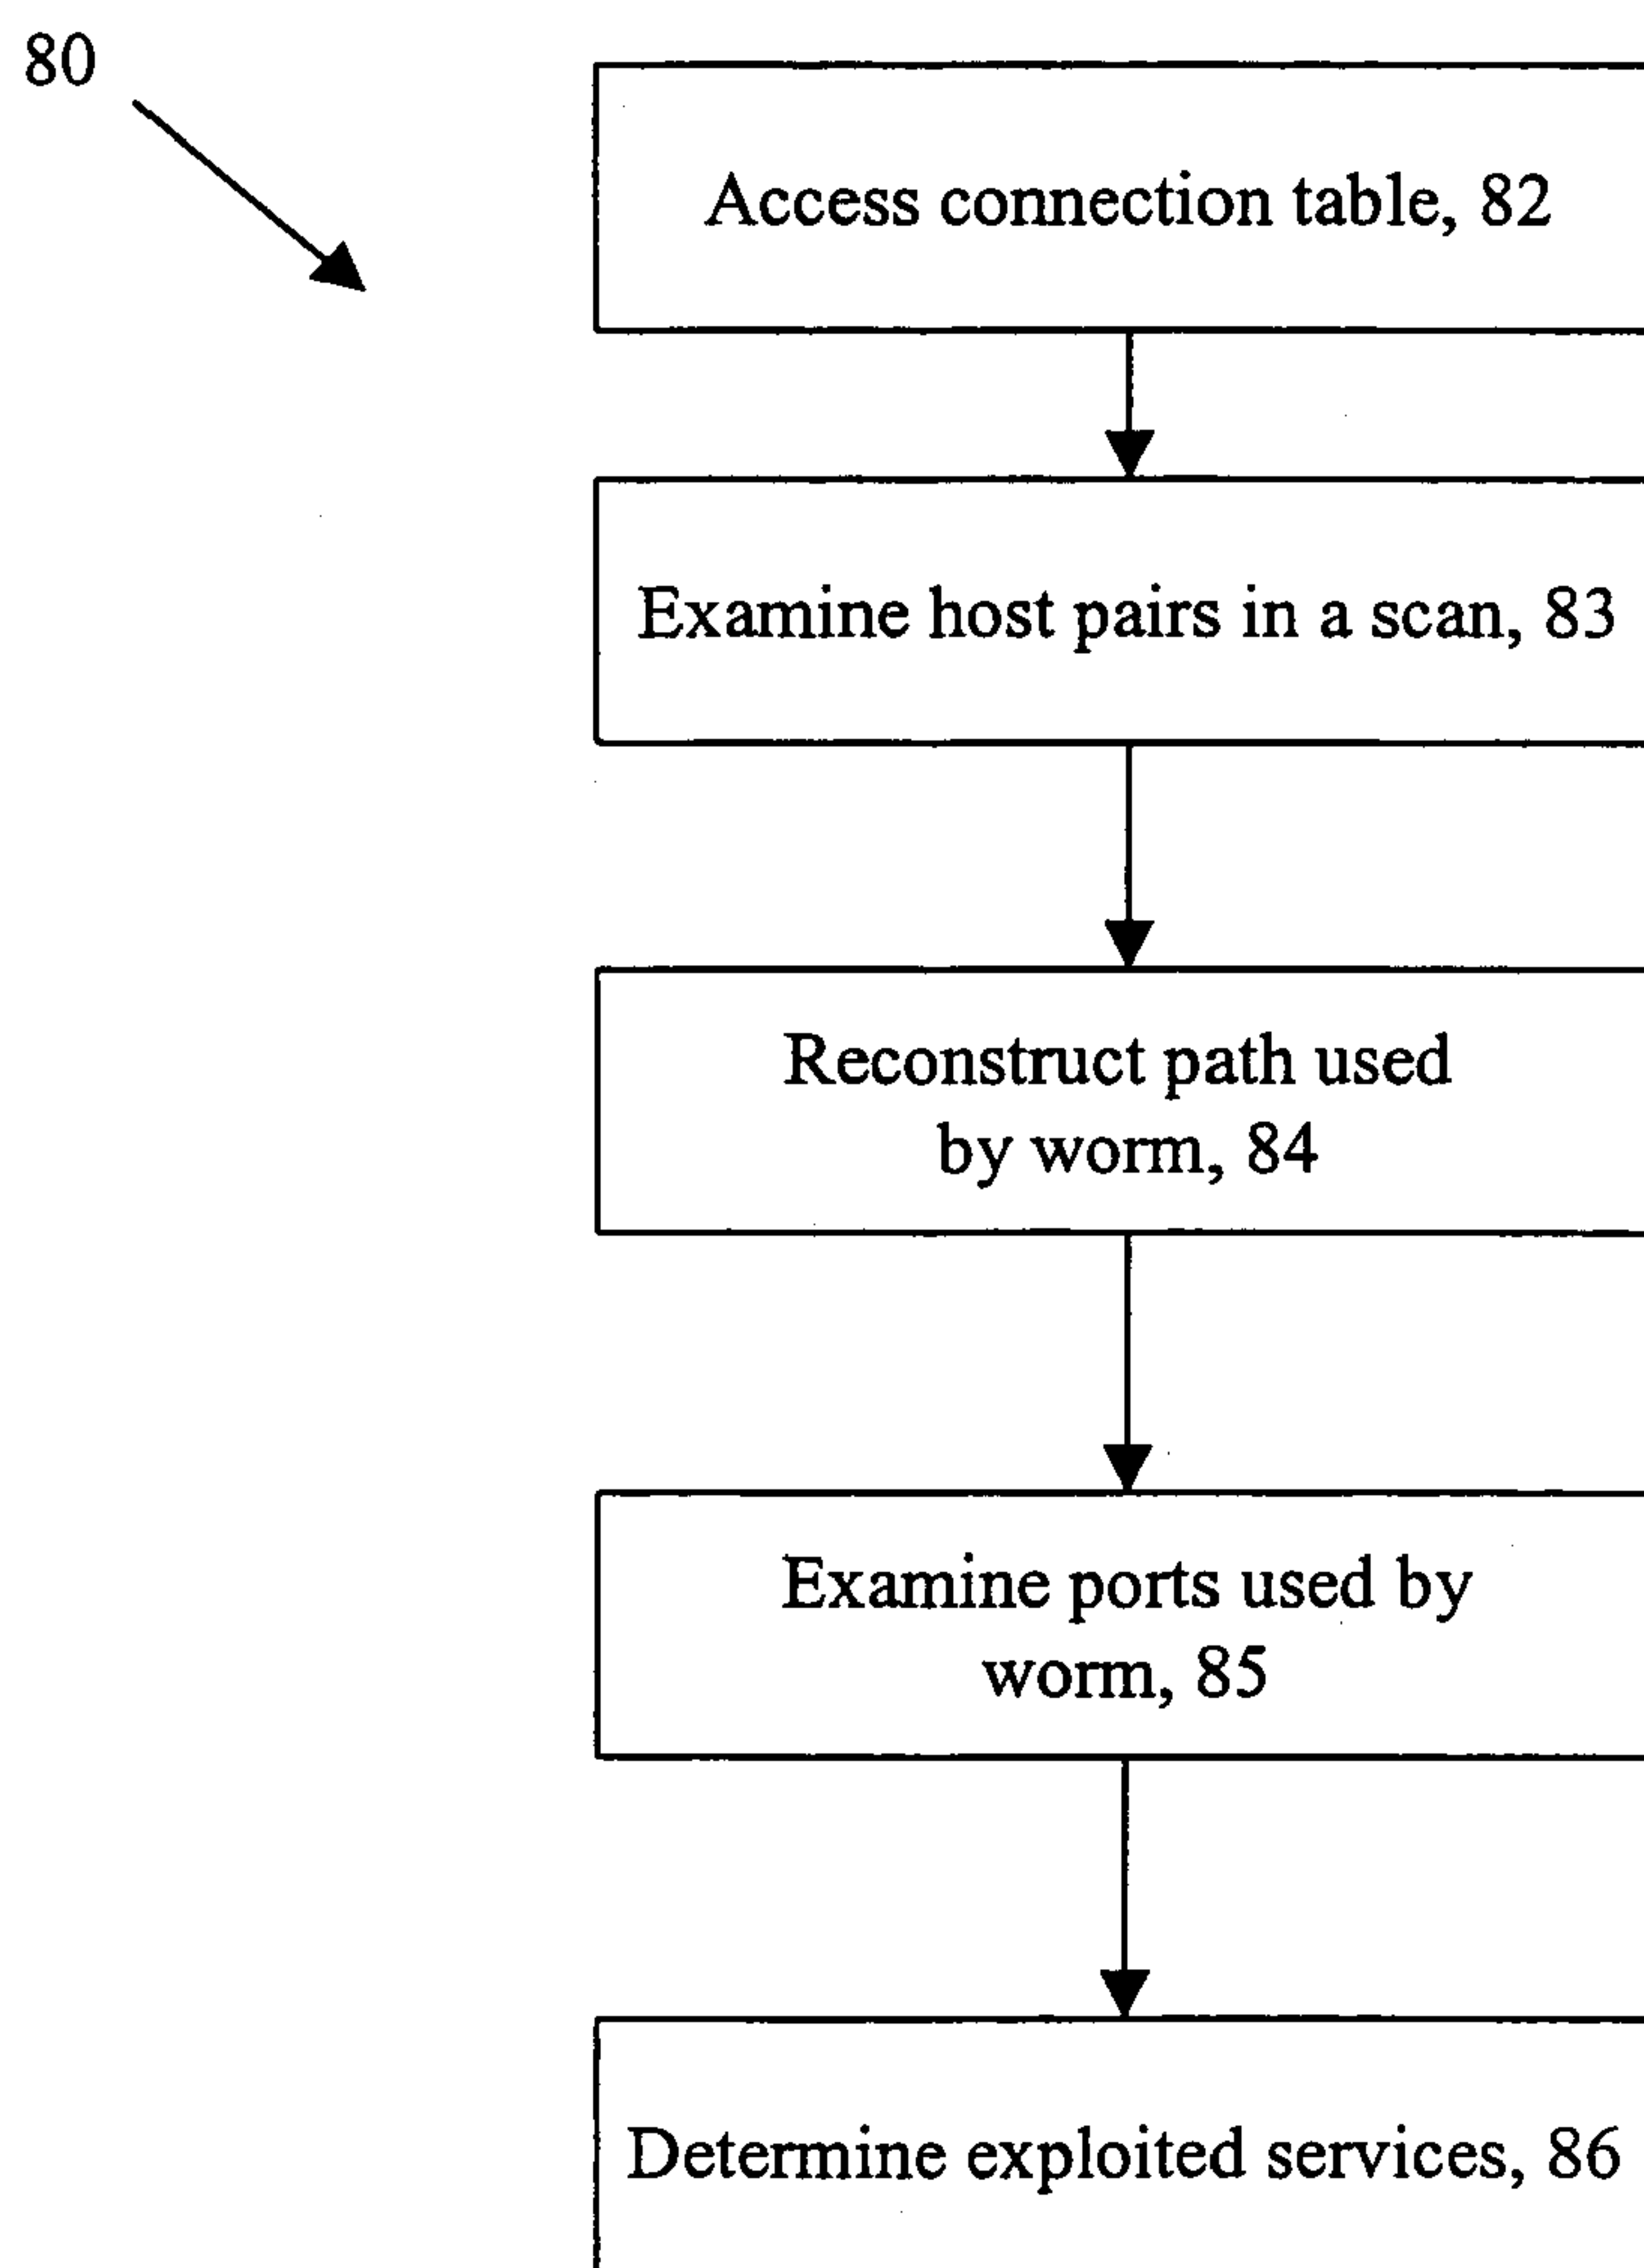 80
Access connection table, 82
Examine host pairs in a scan, 83
Reconstruct path used
by worm, 84
Examine ports used by
worm, 85
Determine exploited services, 86